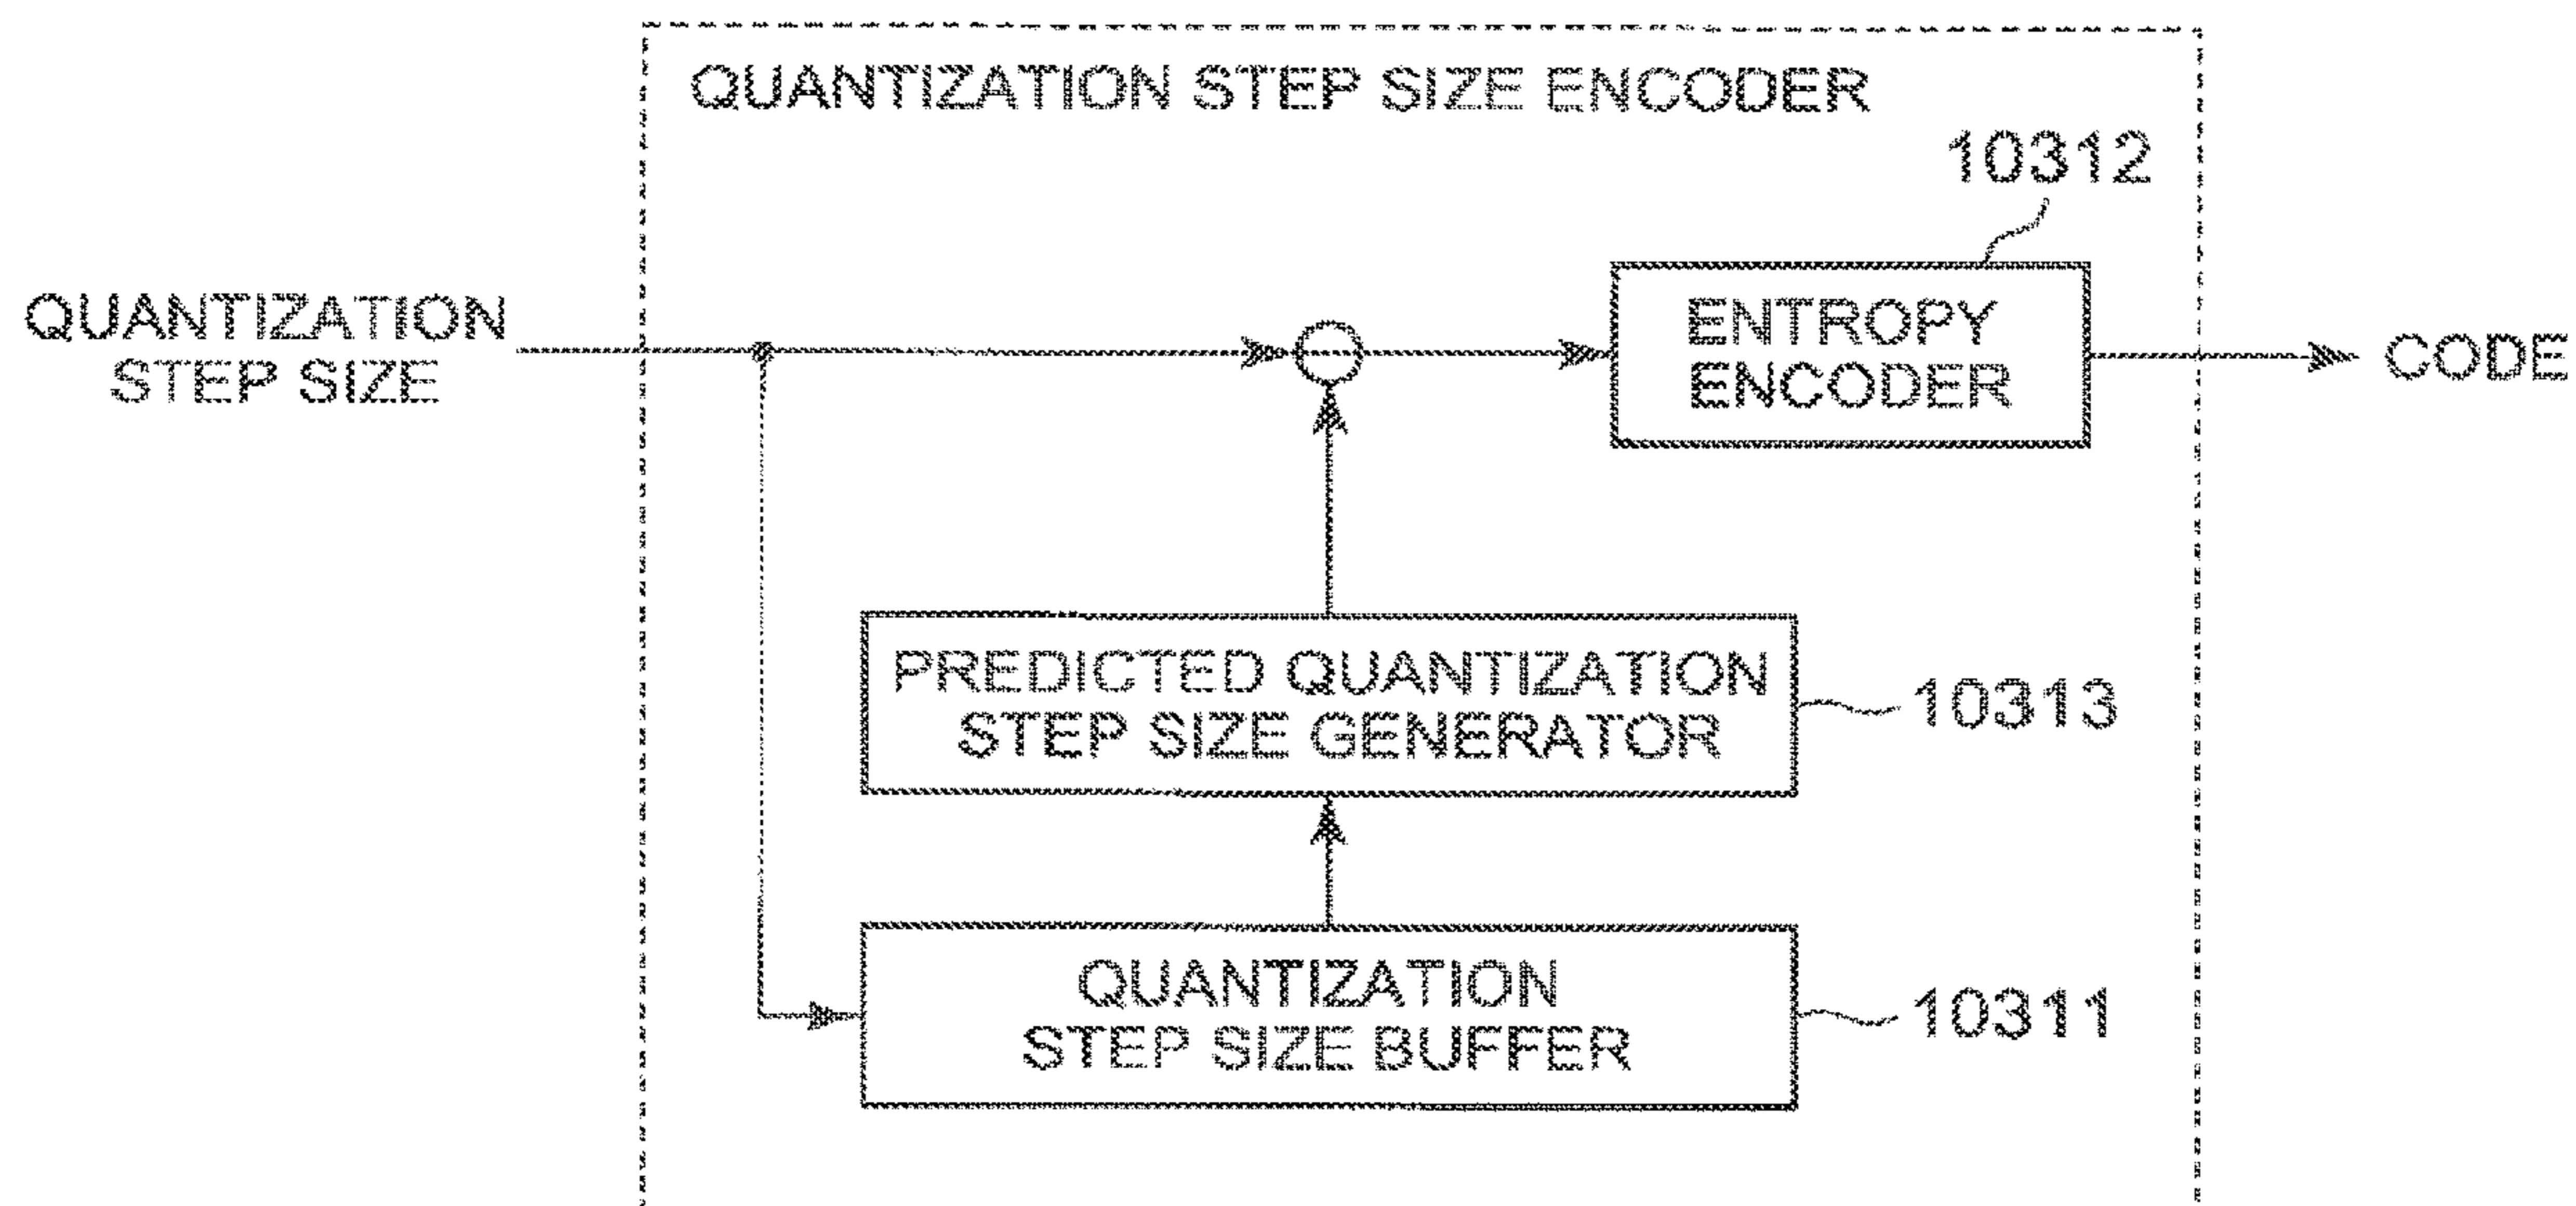 QUANTIZATION STEP SIZE ENCODER
10312
QUANTIZATION
STEP SIZE
ENTROPY
ENCODER
CODE
PREDICTED QUANTIZATION
STEP SIZE GENERATOR
10313
QUANTIZATION
STEP SIZE BUFFER
10311